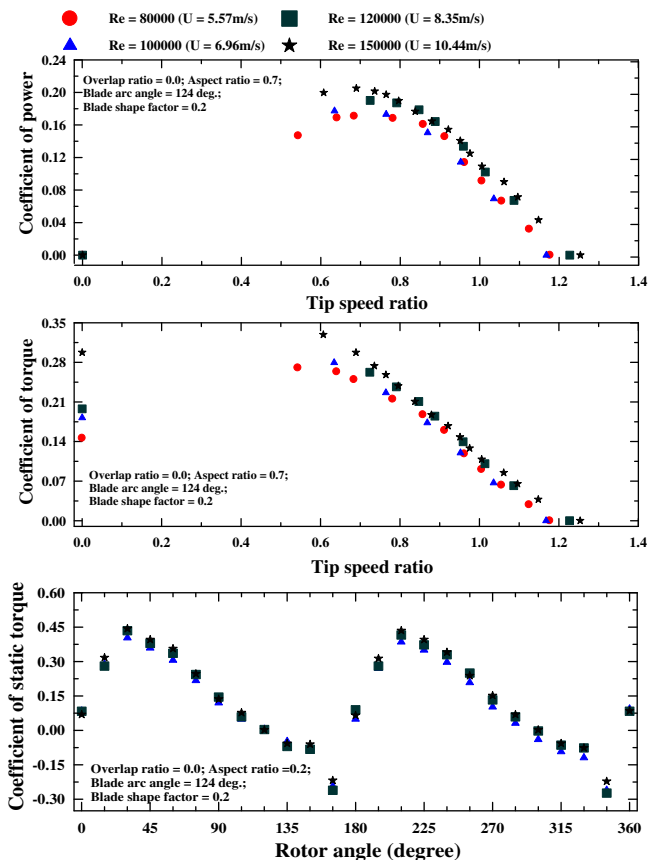 Re = 80000 (U = 5.57m/s) Re = 120000 (U = 8.35m/s)
Re = 100000 (U = 6.96m/s) Re = 150000 (U = 10.44m/s)
0.24
0.20
0.16
0.12
0.08
0.04
0.00
Coefficient of power
Overlap ratio = 0.0; Aspect ratio = 0.7;
Blade arc angle = 124 deg.;
Blade shape factor = 0.2
0.0 0.2 0.4 0.6 0.8 1.0 1.2 1.4
Tip speed ratio
0.35
0.28
0.21
0.14
0.07
0.00
Coefficient of torque
Overlap ratio = 0.0; Aspect ratio = 0.7;
Blade arc angle = 124 deg.;
Blade shape factor = 0.2
0.0 0.2 0.4 0.6 0.8 1.0 1.2 1.4
Tip speed ratio
0.60
0.45
0.30
0.15
0.00
-0.15
-0.30
Coefficient of static torque
Overlap ratio = 0.0; Aspect ratio =0.2;
Blade arc angle = 124 deg.;
Blade shape factor = 0.2
0 45 90 135 180 225 270 315 360
Rotor angle (degree)